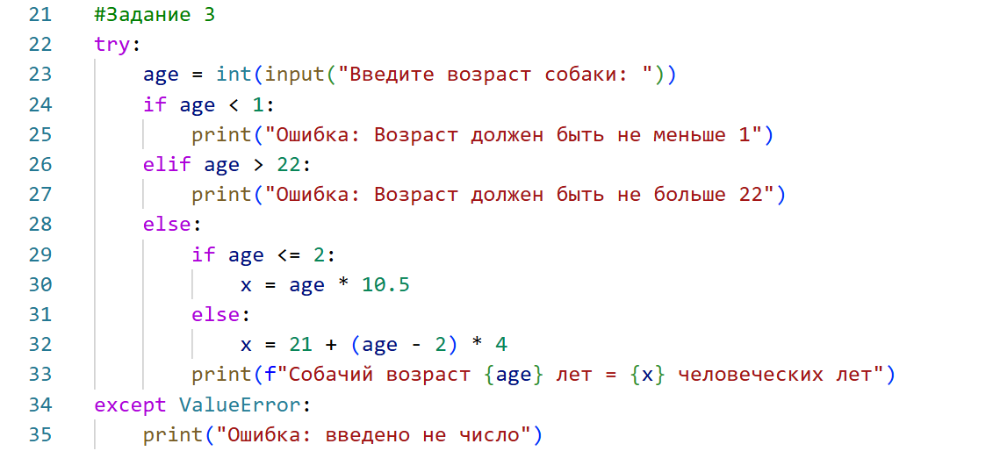 21 #Задание 3
22 try:
23     age = int(input("Введите возраст собаки: "))
24     if age < 1:
25         print("Ошибка: Возраст должен быть не меньше 1")
26     elif age > 22:
27         print("Ошибка: Возраст должен быть не больше 22")
28     else:
29         if age <= 2:
30             x = age * 10.5
31         else:
32             x = 21 + (age - 2) * 4
33         print(f"Собачий возраст {age} лет = {x} человеческих лет")
34 except ValueError:
35     print("Ошибка: введено не число")